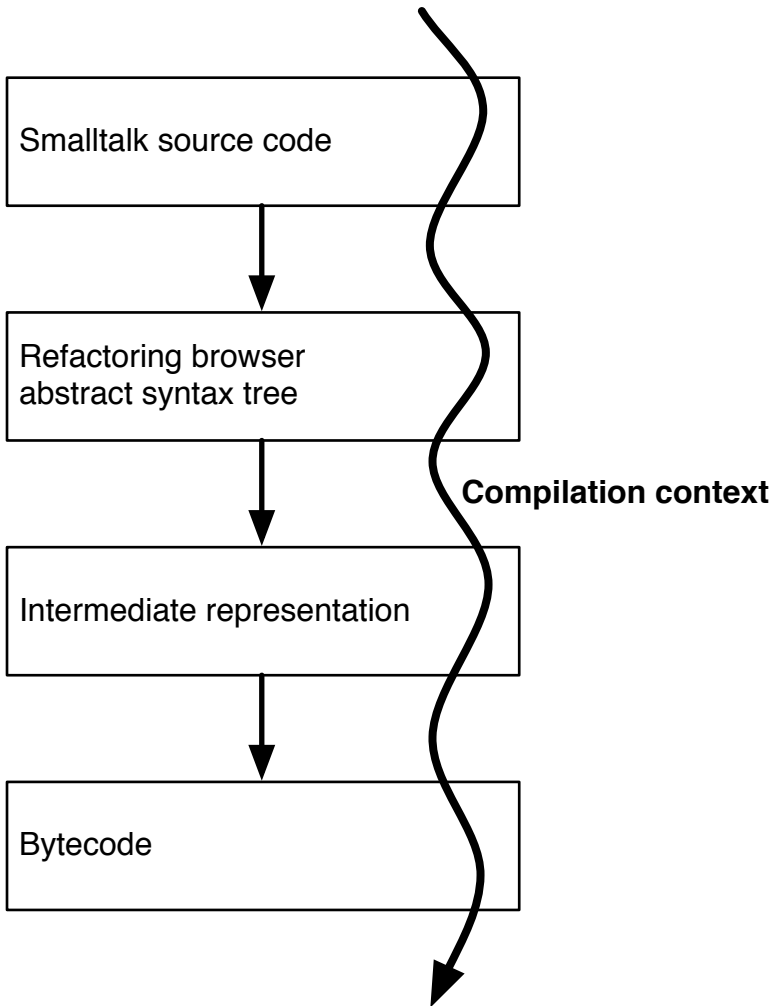 Smalltalk source code
Refactoring browser
abstract syntax tree
Compilation context
Intermediate representation
Bytecode